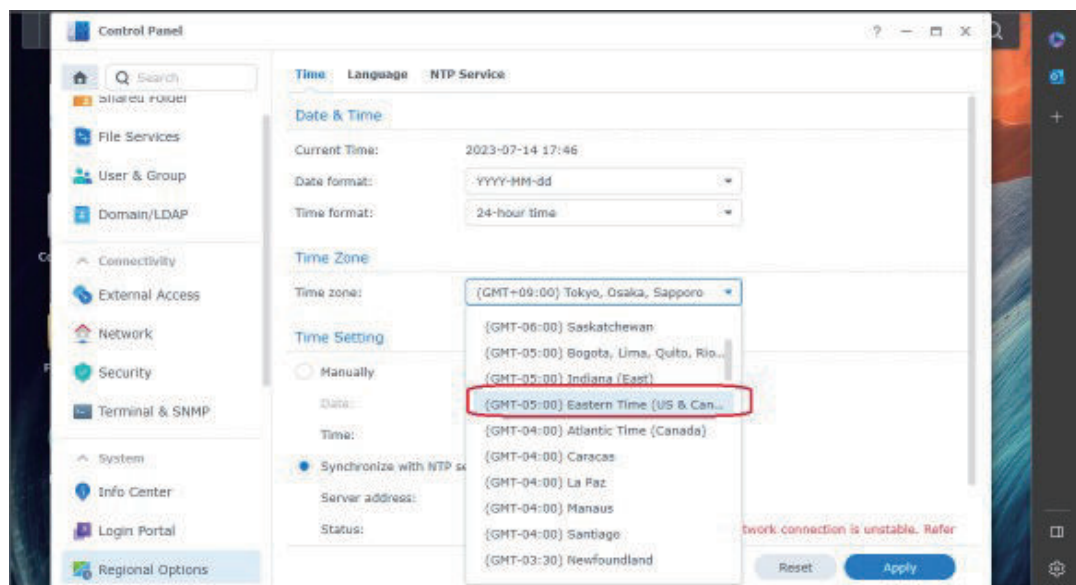 Control Panel
Search
Shared Folder
File Services
User & Group
Domain/LDAP
Connectivity
External Access
Network
Security
Terminal & SNMP
System
Info Center
Login Portal
Regional Options
Time Language NTP Service
Date & Time
Current Time: 2023-07-14 17:46
Date format: YYYY-MM-dd
Time format: 24-hour time
Time Zone
Time zone: (GMT+09:00) Tokyo, Osaka, Sapporo
(GMT-06:00) Saskatchewan
(GMT-05:00) Bogota, Lima, Quito, Rio...
(GMT-05:00) Indiana (East)
(GMT-05:00) Eastern Time (US & Can...
(GMT-04:00) Atlantic Time (Canada)
(GMT-04:00) Caracas
(GMT-04:00) La Paz
(GMT-04:00) Manaus
(GMT-04:00) Santiago
(GMT-03:30) Newfoundland
Time Setting
Manually
Date:
Time:
Synchronize with NTP se
Server address:
Status: twork connection is unstable. Refer
Reset Apply